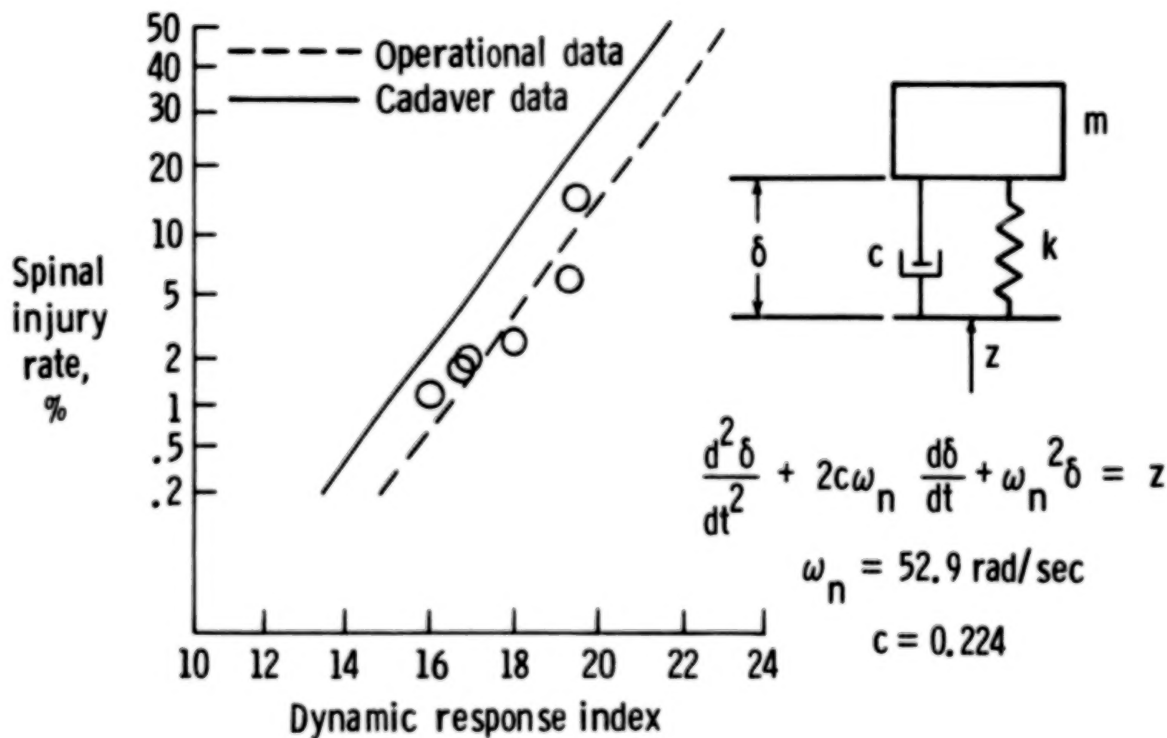 50
40
30
20
10
5
2
1
.5
.2
Operational data
Cadaver data
Spinal
injury
rate,
%
10 12 14 16 18 20 22 24
Dynamic response index
m
δ
c
k
z
d²δ/dt² + 2cωₙ dδ/dt + ωₙ²δ = z
ωₙ = 52.9 rad/sec
c = 0.224